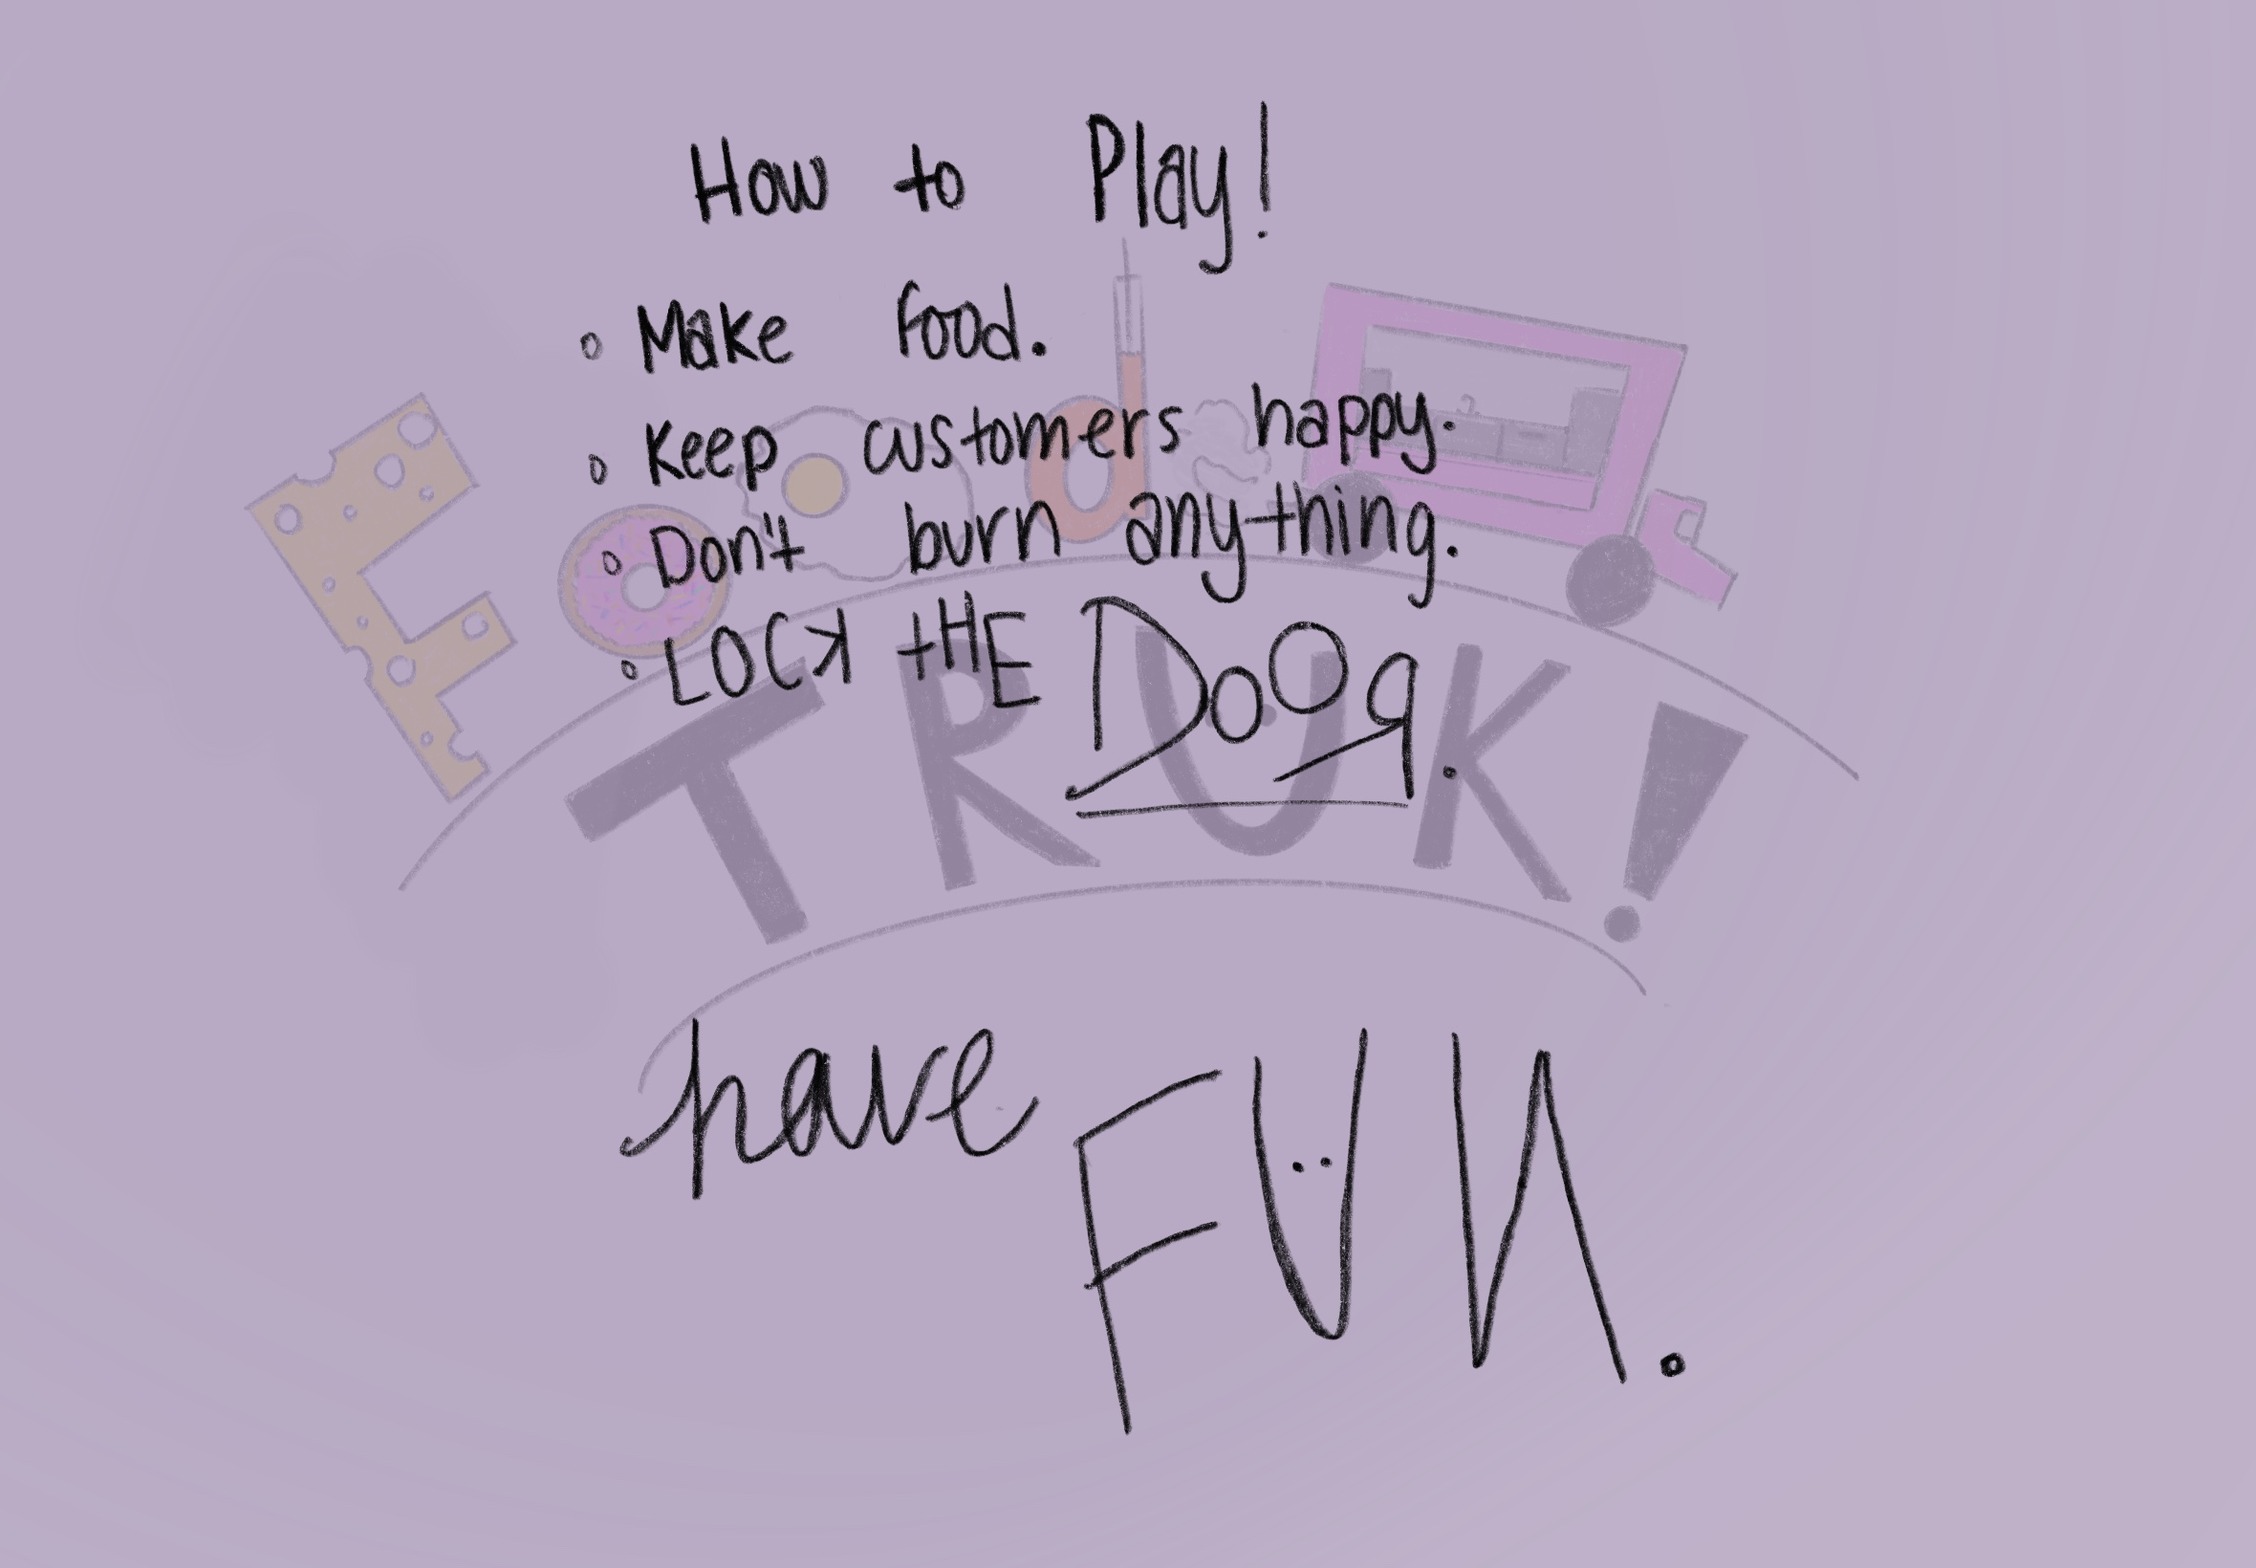 How to Play!
Make food.
Keep customers happy.
Don't burn anything.
LOCK tHE DoOR.
have FUN.
Food
TRUK!